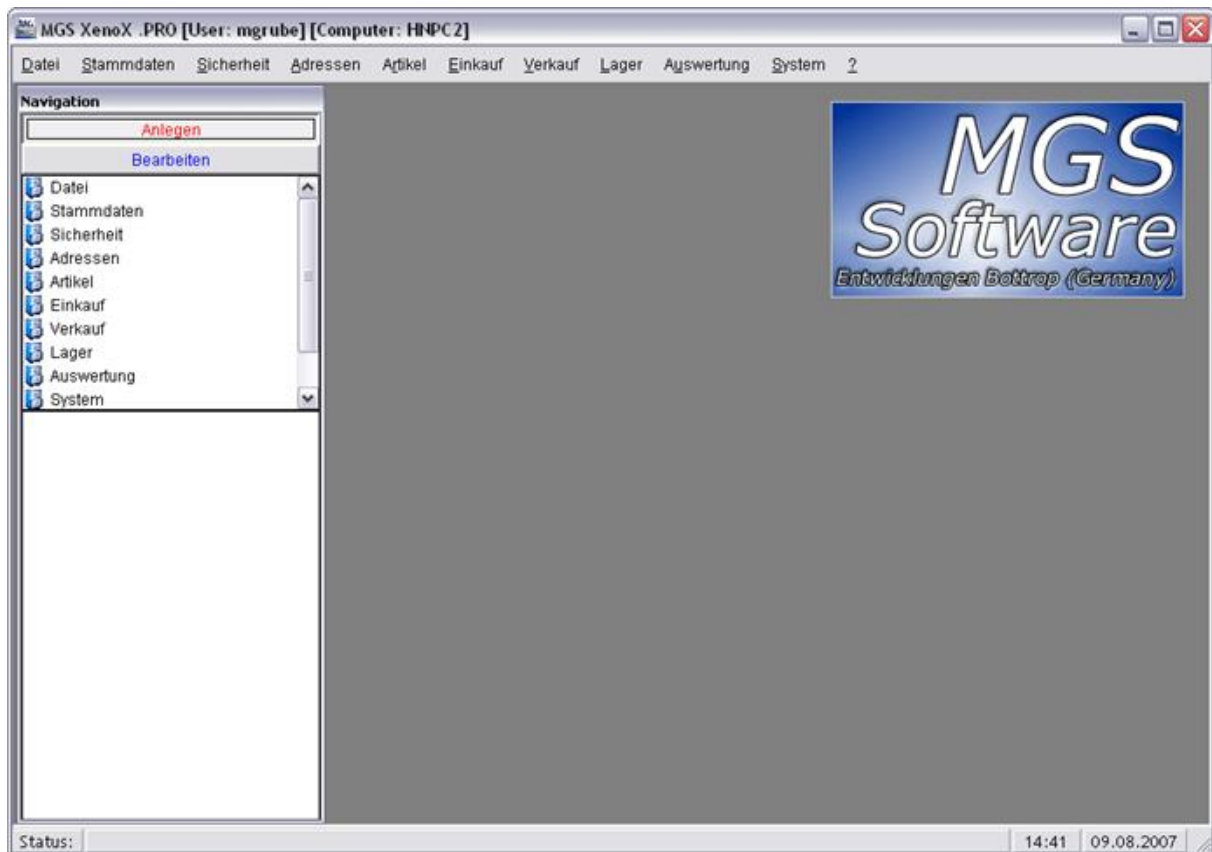 MGS XenoX .PRO [User: mgrube] [Computer: HNPC2]
Datei Stammdaten Sicherheit Adressen Artikel Einkauf Verkauf Lager Auswertung System ?
Navigation
Anlegen
Bearbeiten
Datei
Stammdaten
Sicherheit
Adressen
Artikel
Einkauf
Verkauf
Lager
Auswertung
System
MGS
Software
Entwicklungen Bottrop (Germany)
Status: 14:41 09.08.2007